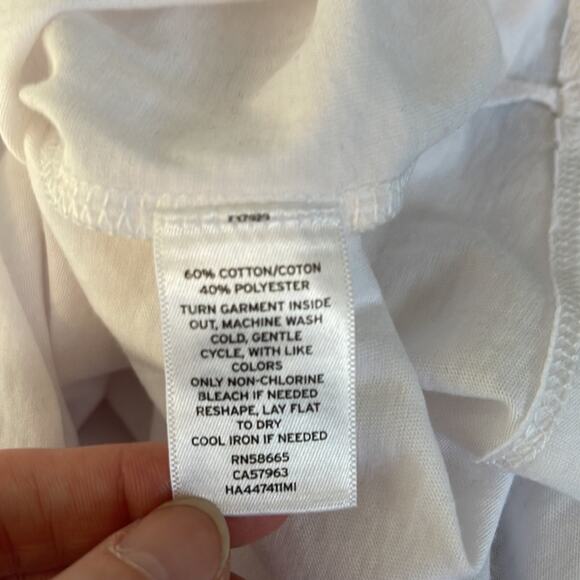 60% COTTON/COTON
40% POLYESTER
TURN GARMENT INSIDE
OUT, MACHINE WASH
COLD, GENTLE
CYCLE, WITH LIKE
COLORS
ONLY NON-CHLORINE
BLEACH IF NEEDED
RESHAPE, LAY FLAT
TO DRY
COOL IRON IF NEEDED
RN58665
CA57963
HA447411MI